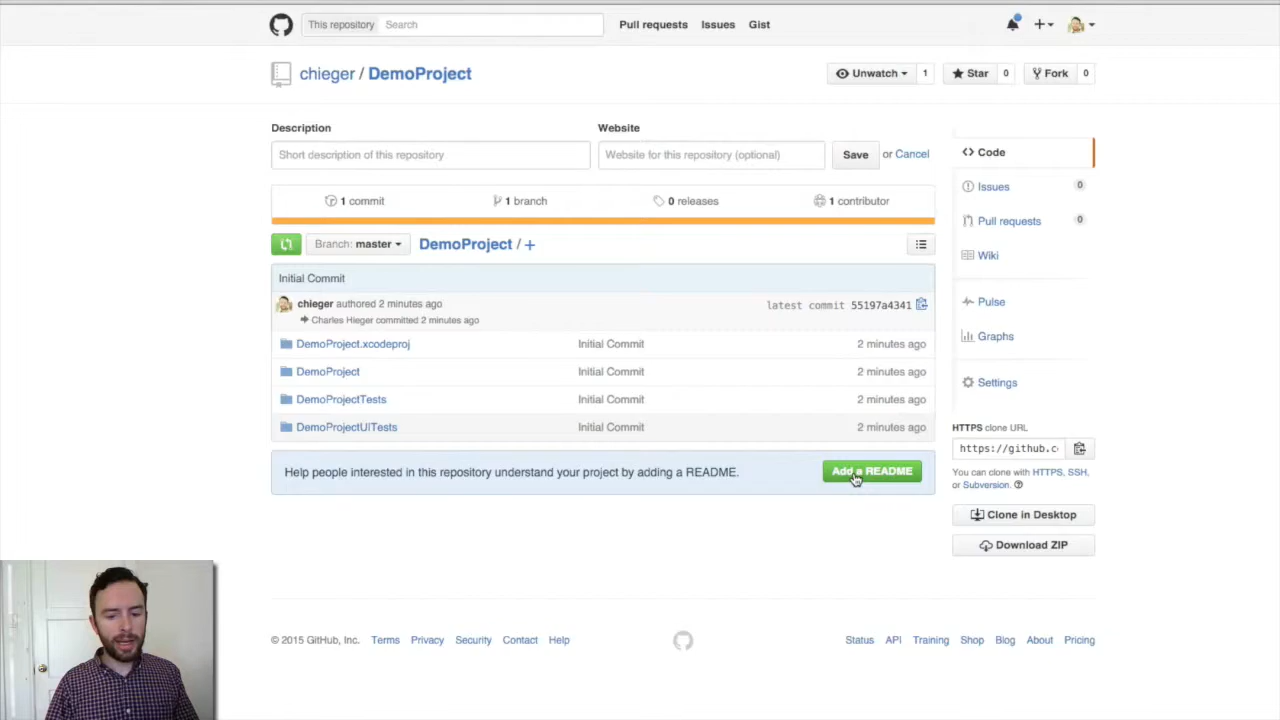 This repository Search Pull requests Issues Gist
chieger / DemoProject Unwatch 1 Star 0 Fork 0
Description Website
Short description of this repository Website for this repository (optional) Save or Cancel
1 commit 1 branch 0 releases 1 contributor
Branch: master DemoProject / +
Initial Commit
chieger authored 2 minutes ago latest commit 55197a4341
Charles Hieger committed 2 minutes ago
DemoProject.xcodeproj Initial Commit 2 minutes ago
DemoProject Initial Commit 2 minutes ago
DemoProjectTests Initial Commit 2 minutes ago
DemoProjectUITests Initial Commit 2 minutes ago
Help people interested in this repository understand your project by adding a README. Add a README
Code
Issues 0
Pull requests 0
Wiki
Pulse
Graphs
Settings
HTTPS clone URL
https://github.c
You can clone with HTTPS, SSH,
or Subversion.
Clone in Desktop
Download ZIP
© 2015 GitHub, Inc. Terms Privacy Security Contact Help Status API Training Shop Blog About Pricing